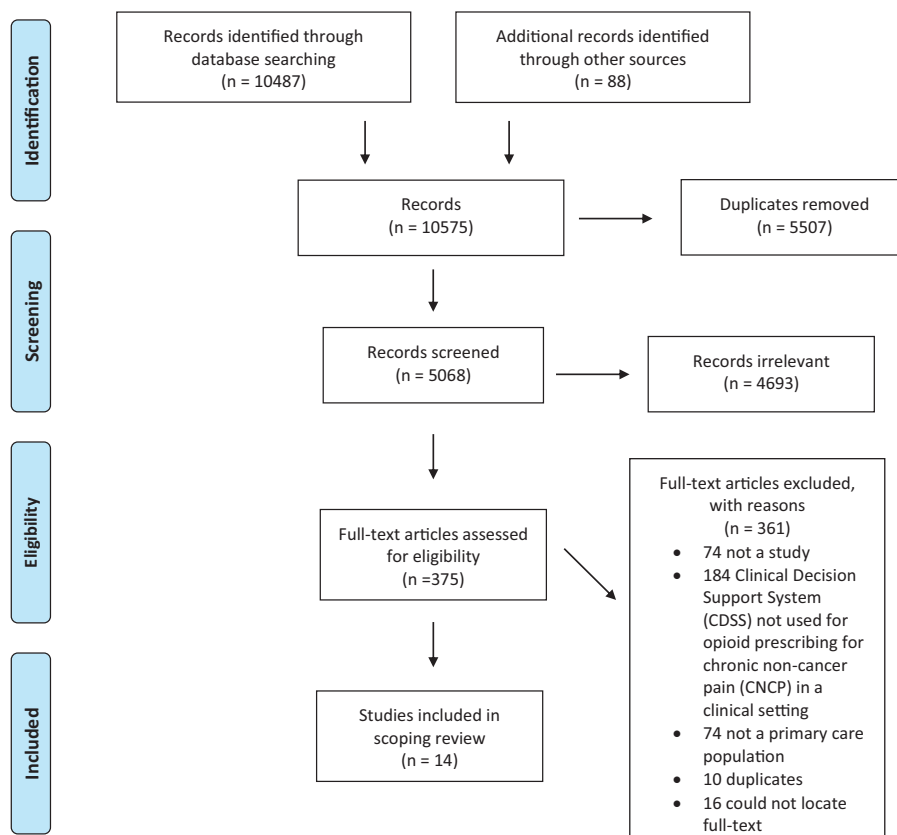 Identification
Records identified through
database searching
(n = 10487)
Additional records identified
through other sources
(n = 88)
Records
(n = 10575)
Duplicates removed
(n = 5507)
Screening
Records screened
(n = 5068)
Records irrelevant
(n = 4693)
Eligibility
Full-text articles assessed
for eligibility
(n =375)
Full-text articles excluded,
with reasons
(n = 361)
• 74 not a study
• 184 Clinical Decision
Support System
(CDSS) not used for
opioid prescribing for
chronic non-cancer
pain (CNCP) in a
clinical setting
• 74 not a primary care
population
• 10 duplicates
• 16 could not locate
full-text
Included
Studies included in
scoping review
(n = 14)